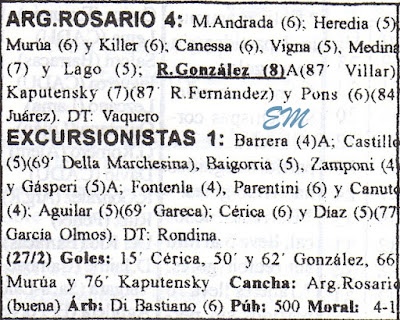 ARG.ROSARIO 4: M.Andrada (6); Heredia (5)
Murúa (6) y Killer (6); Canessa (6), Vigna (5), Medina
(7) y Lago (5); R.González (8)A(87´ Villar)
Kaputensky (7)(87´ R.Fernández) y Pons (6)(84
Juárez). DT: Vaquero
EM
EXCURSIONISTAS 1: Barrera (4)A; Castillo
(5)(69´ Della Marchesina), Baigorria (5), Zamponi (4
y Gásperi (5)A; Fontenla (4), Parentini (6) y Canuto
(4); Aguilar (5)(69´ Gareca); Cérica (6) y Díaz (5)(77
García Olmos). DT: Rondina.
(27/2) Goles: 15´ Cérica, 50´ y 62´ González, 66
Murúa y 76´ Kaputensky Cancha: Arg.Rosario
(buena) Árb: Di Bastiano (6) Púb: 500 Moral: 4-1